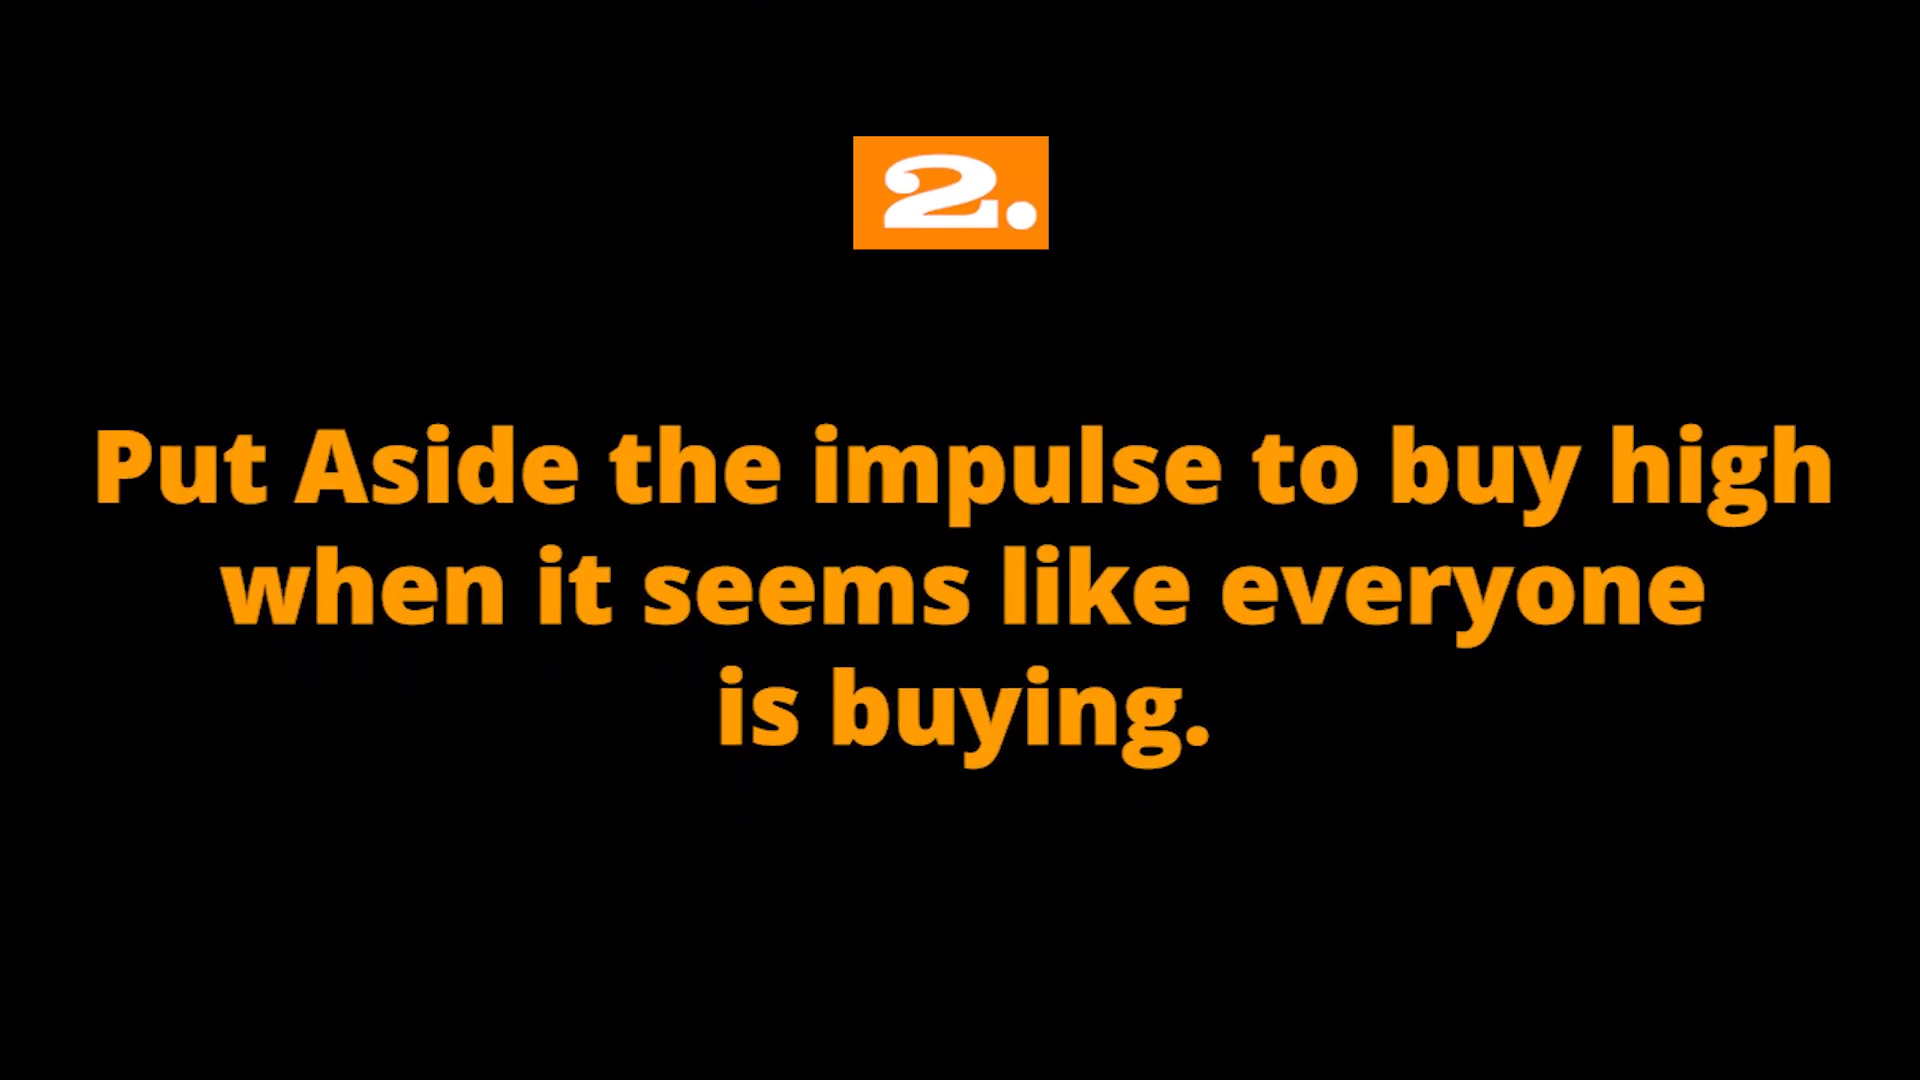 2.
Put Aside the impulse to buy high
when it seems like everyone
is buying.